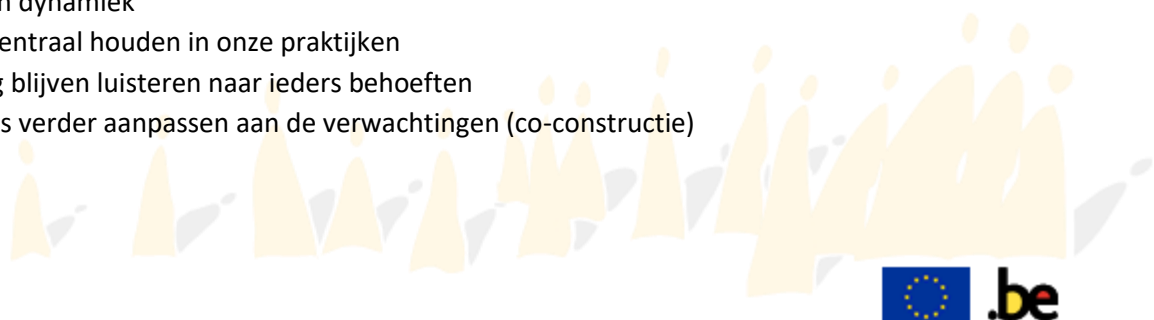 n dynamiek
entraal houden in onze praktijken
g blijven luisteren naar ieders behoeften
s verder aanpassen aan de verwachtingen (co-constructie)
.be